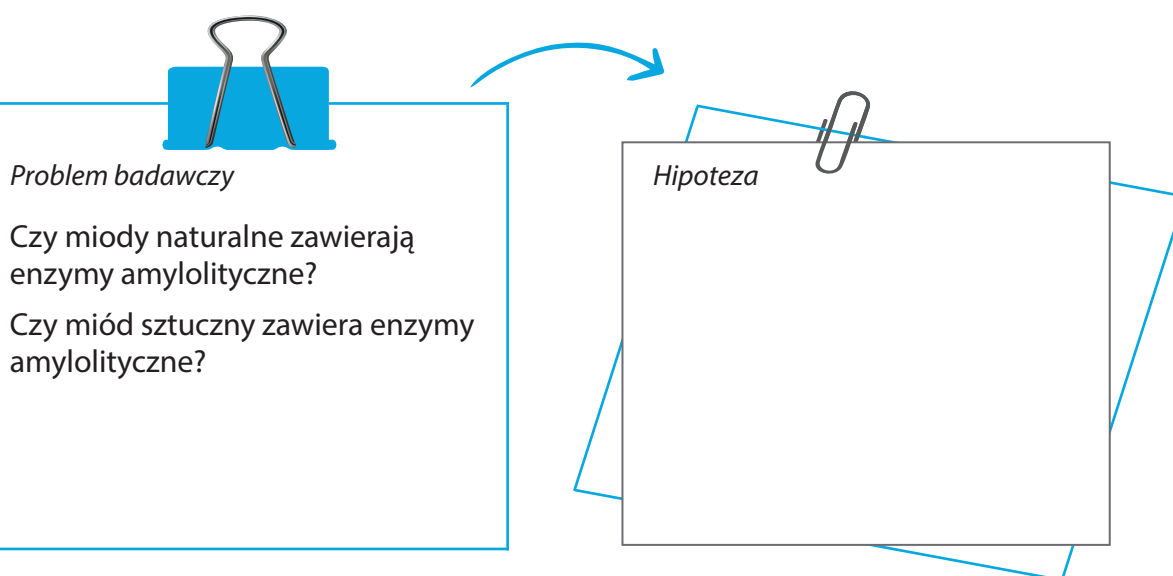 Problem badawczy
Czy miody naturalne zawierają
enzymy amylolityczne?
Czy miód sztuczny zawiera enzymy
amylolityczne?
Hipoteza